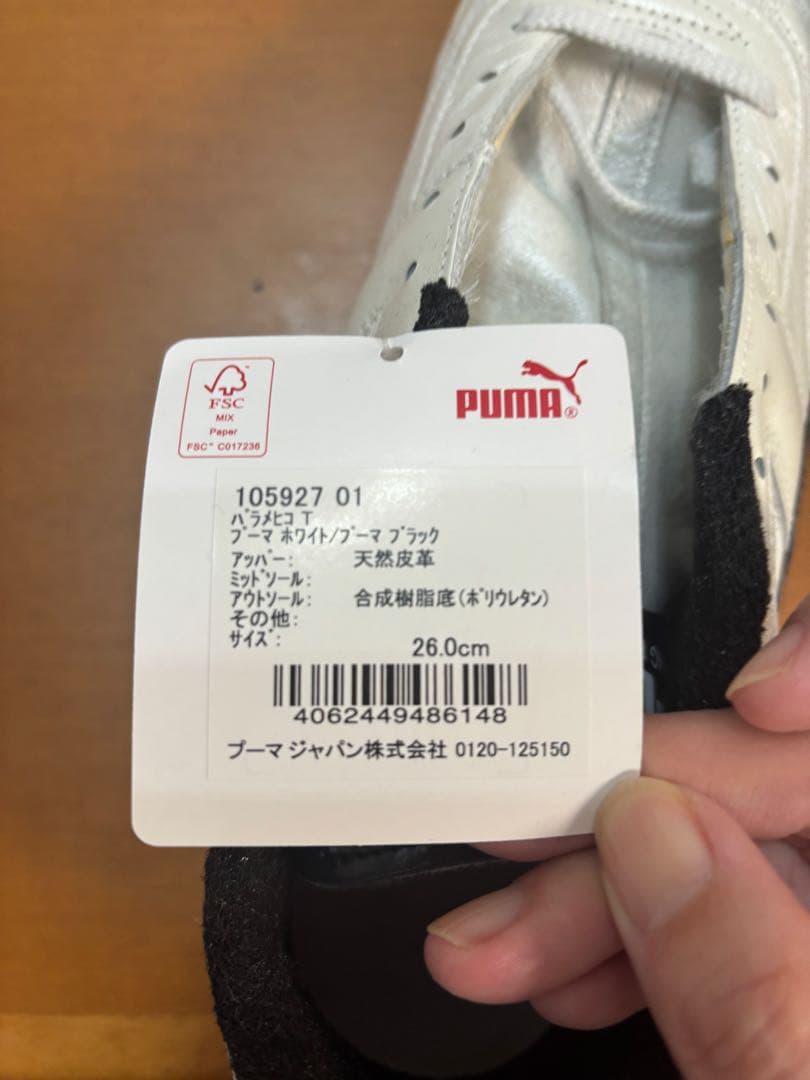 FSC
MIX
Paper
FSC™ C017236
PUMA®
105927 01
パラメヒコ T
プーマ ホワイト/プーマ ブラック
アッパー: 天然皮革
ミッドソール:
アウトソール: 合成樹脂底(ポリウレタン)
その他:
サイズ: 26.0cm
4062449486148
プーマ ジャパン株式会社 0120-125150